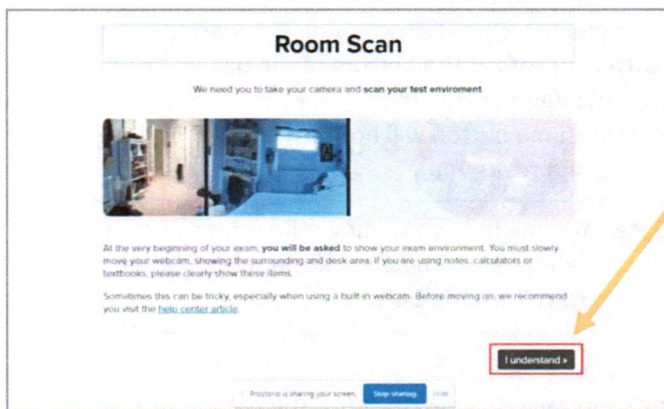 Room Scan
We need you to take your camera and scan your test enviroment
At the very beginning of your exam, you will be asked to show your exam environment. You must slowly
move your webcam, showing the surrounding and desk area. If you are using notes, calculators or
textbooks, please clearly show these items.
Sometimes this can be tricky, especially when using a built-in webcam. Before moving on, we recommend
you visit the help center article.
I understand »
Proctorio is sharing your screen. Stop sharing Hide